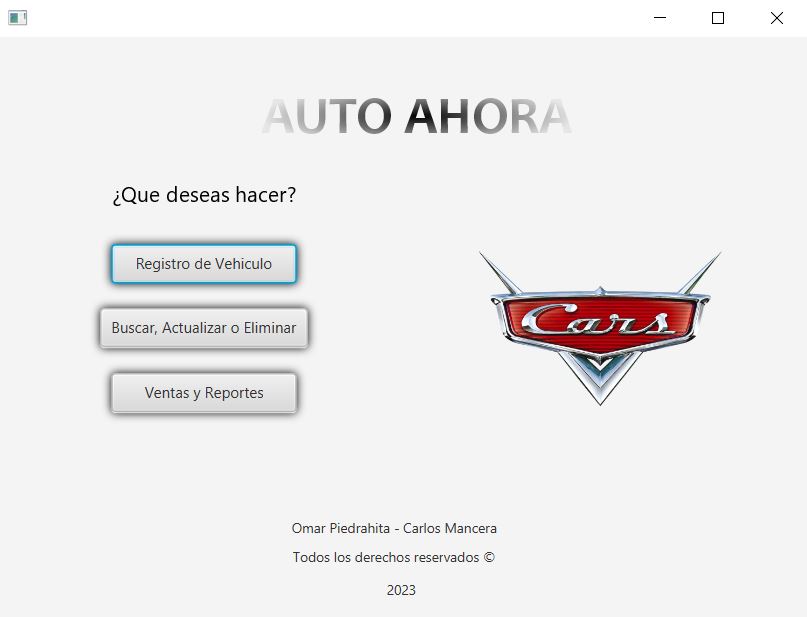 AUTO AHORA
¿Que deseas hacer?
Registro de Vehiculo
Buscar, Actualizar o Eliminar
Ventas y Reportes
Cars
Omar Piedrahita - Carlos Mancera
Todos los derechos reservados ©
2023